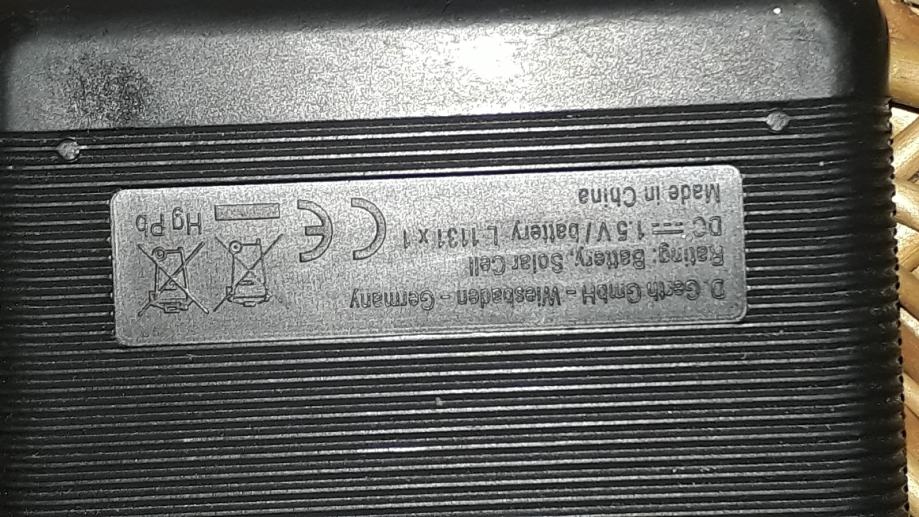 D. Gerth GmbH – Wiesbaden – Germany
Rating: Battery, Solar Cell
DC ⎓ 1.5 V / battery L 1131 x 1
Made in China
CE
Hg Pb